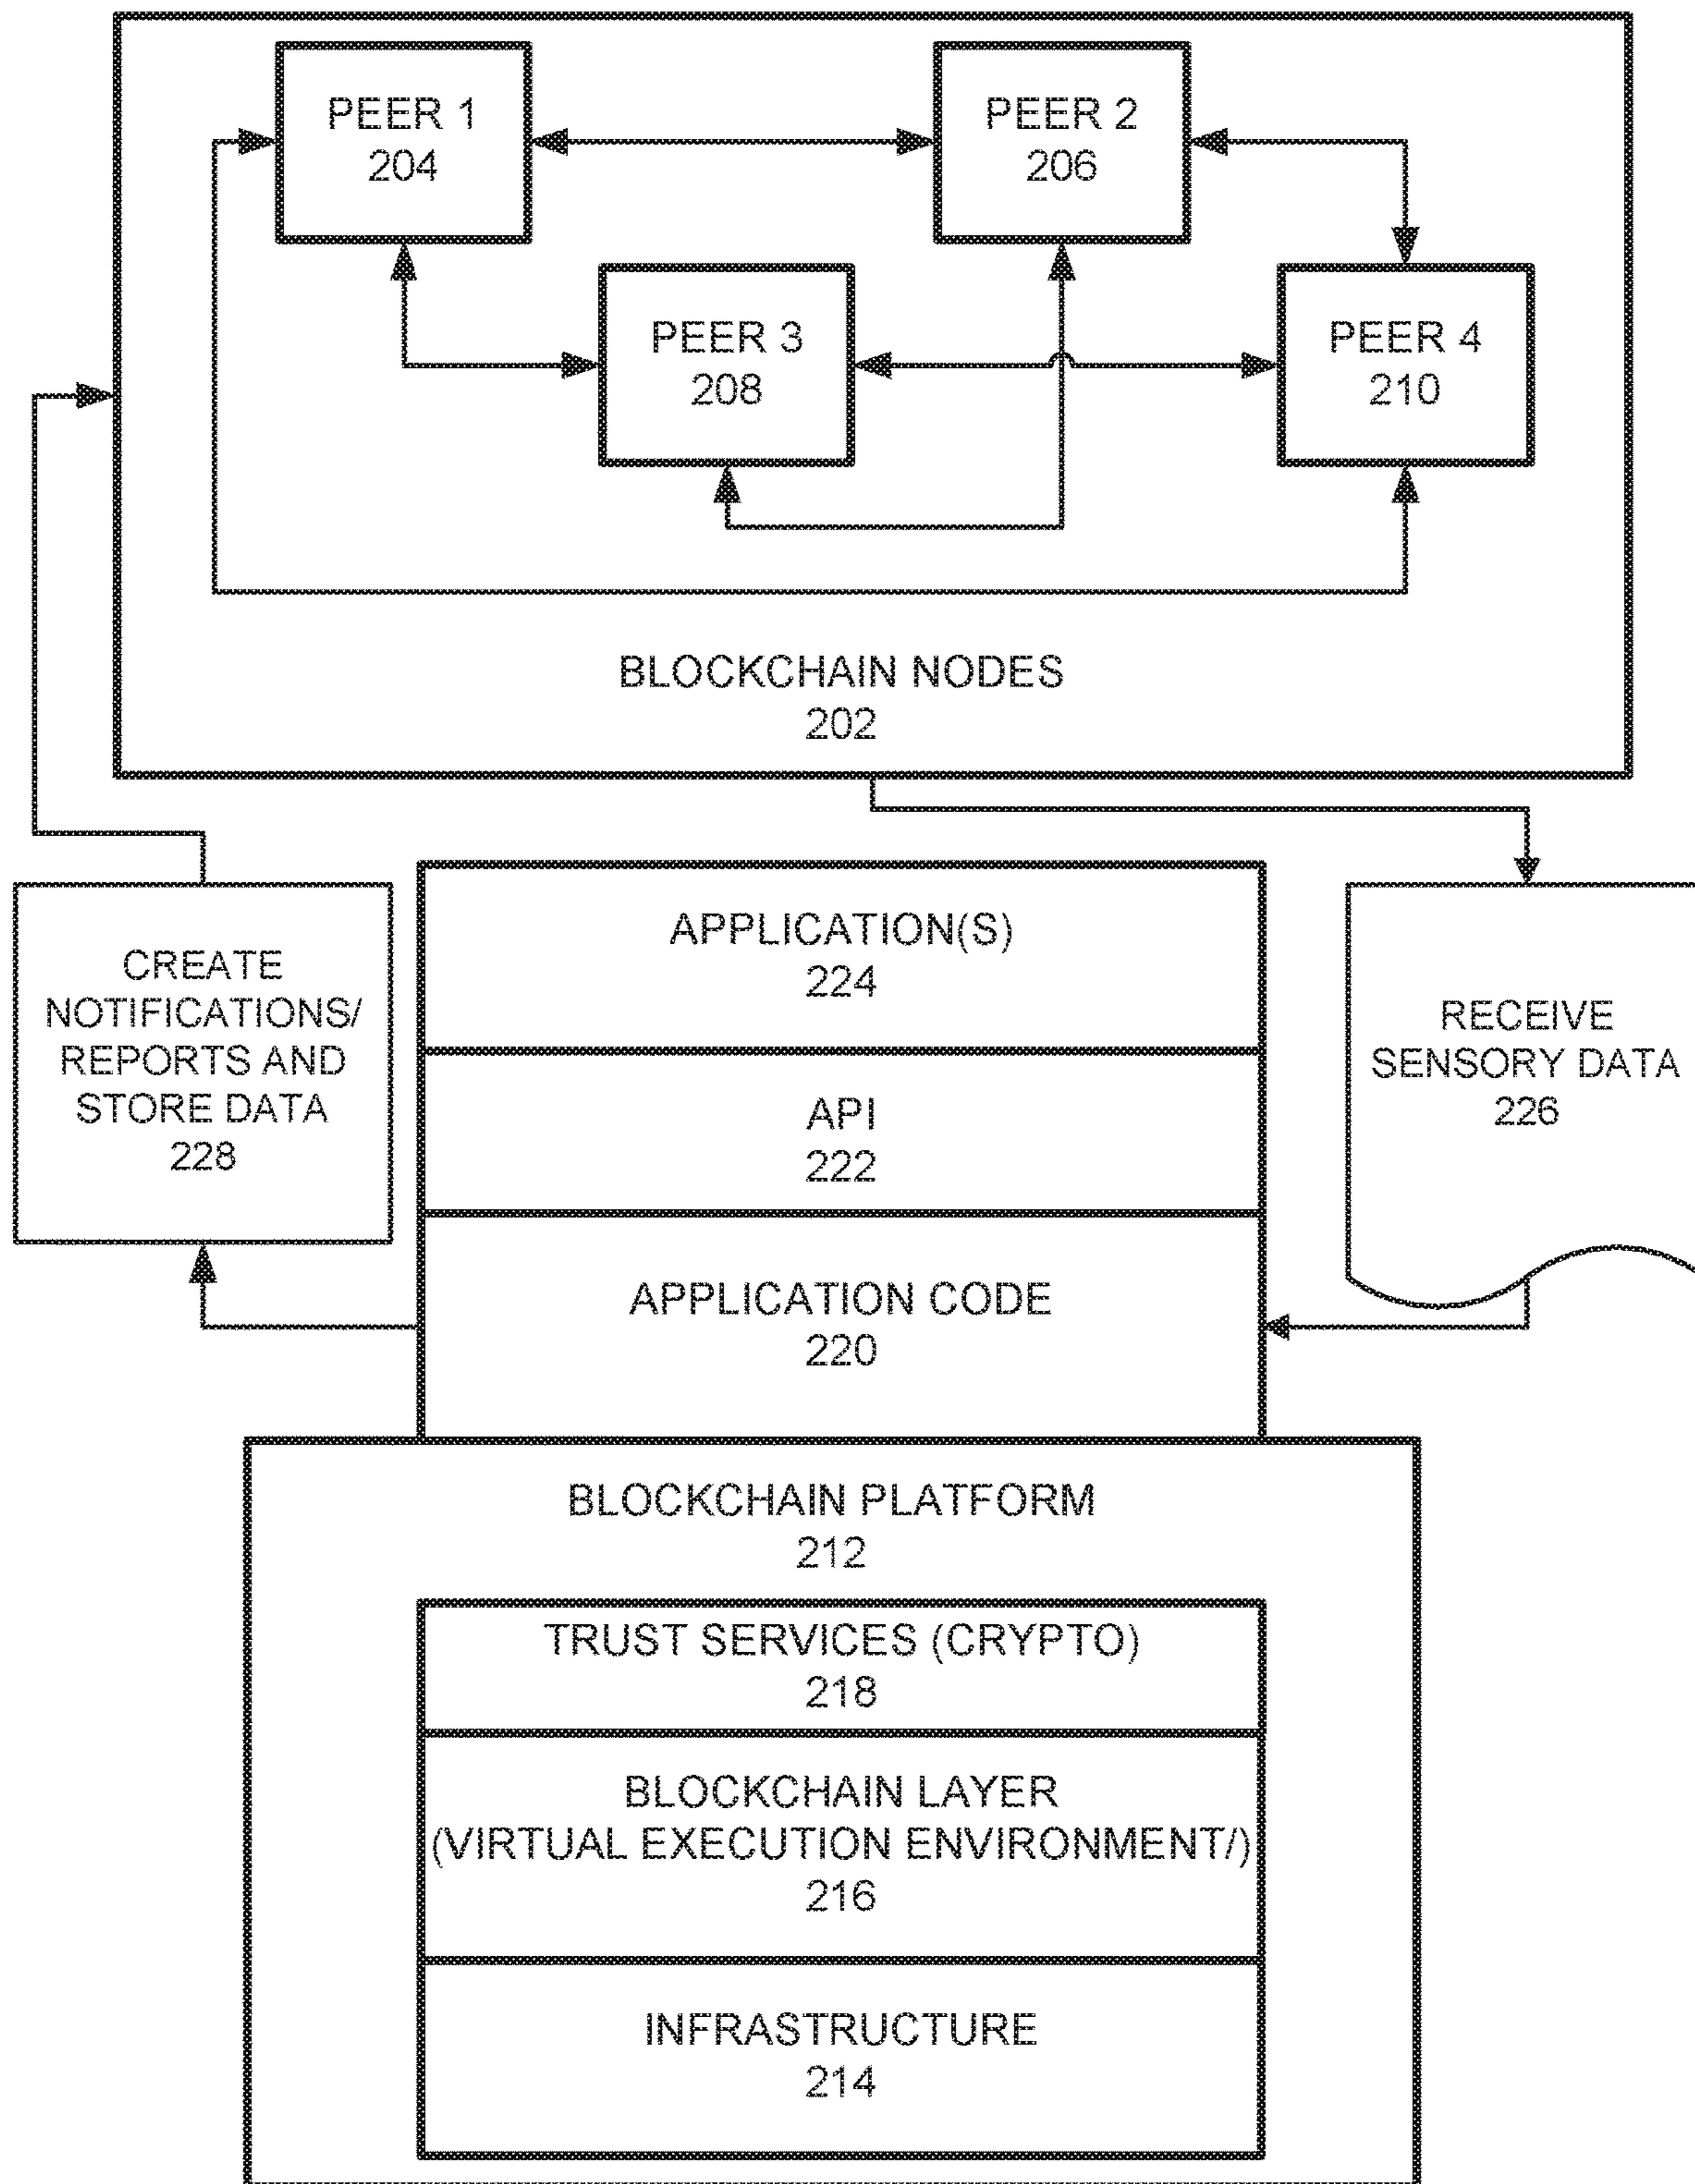 PEER 1
204
PEER 2
206
PEER 3
208
PEER 4
210
BLOCKCHAIN NODES
202
CREATE
NOTIFICATIONS/
REPORTS AND
STORE DATA
228
APPLICATION(S)
224
API
222
APPLICATION CODE
220
RECEIVE
SENSORY DATA
226
BLOCKCHAIN PLATFORM
212
TRUST SERVICES (CRYPTO)
218
BLOCKCHAIN LAYER
(VIRTUAL EXECUTION ENVIRONMENT/)
216
INFRASTRUCTURE
214